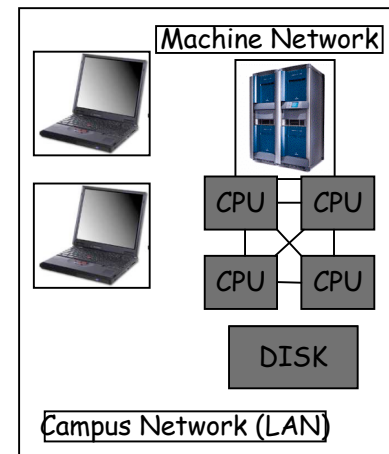 Machine Network
CPU CPU
CPU CPU
DISK
Campus Network (LAN)